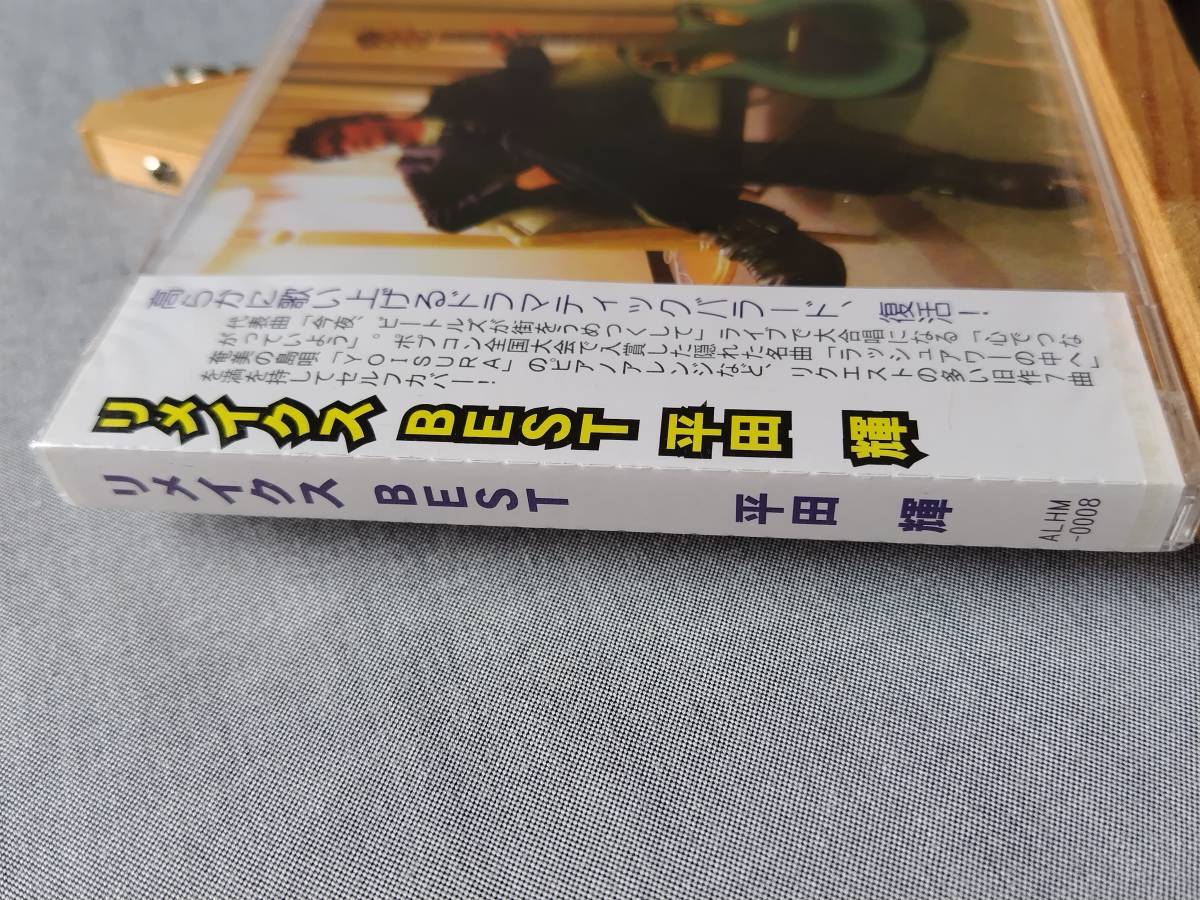 高らかに歌い上げるドラマティックバラード、復活！
代表曲「今夜、ビートルズが街をうめつくして」ライブで大合唱になる「心でつな
がっていよう」。ポプコン全国大会で入賞した隠れた名曲「ラッシュアワーの中へ」
奄美の島唄「YOISURA」のピアノアレンジなど、リクエストの多い旧作7曲
を満を持してセルフカバー！
リメイクス BEST 平田 輝
リメイクス BEST 平田 輝
ALHM
-0008